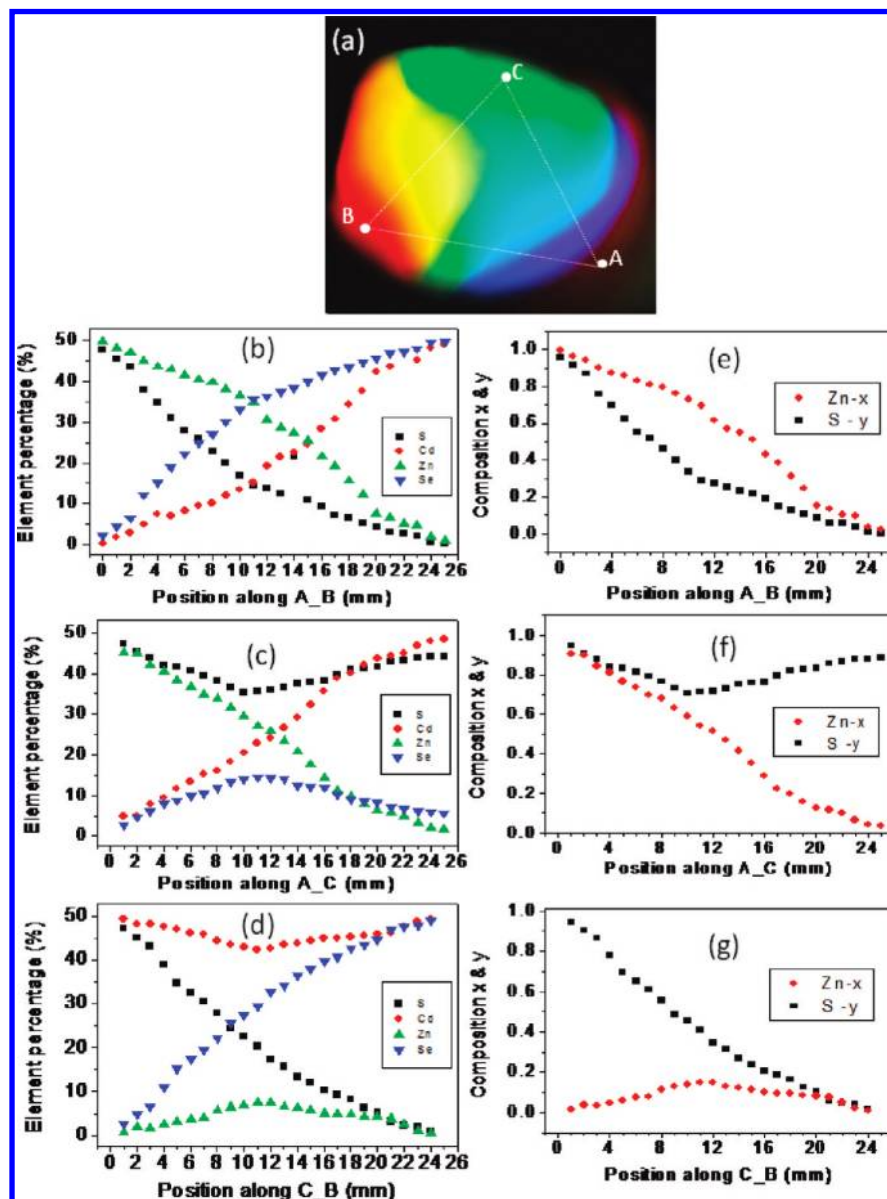 (a)
C
B
A
Element percentage (%)
50
40
30
20
10
0
(b)
S
Cd
Zn
Se
0 2 4 6 8 10 12 14 16 18 20 22 24 26
Position along A_B (mm)
Composition x & y
1.0
0.8
0.6
0.4
0.2
0.0
(e)
Zn-x
S -y
0 4 8 12 16 20 24
Position along A_B (mm)
Element percentage (%)
50
40
30
20
10
0
(c)
S
Cd
Zn
Se
0 2 4 6 8 10 12 14 16 18 20 22 24 26
Position along A_C (mm)
Composition x & y
1.0
0.8
0.6
0.4
0.2
0.0
(f)
Zn-x
S -y
0 4 8 12 16 20 24
Position along A_C (mm)
Element percentage (%)
50
40
30
20
10
0
(d)
S
Cd
Zn
Se
0 2 4 6 8 10 12 14 16 18 20 22 24 26
Position along C_B (mm)
Composition x & y
1.0
0.8
0.6
0.4
0.2
0.0
(g)
Zn-x
S -y
0 2 4 6 8 10 12 14 16 18 20 22 24
Position along C_B (mm)